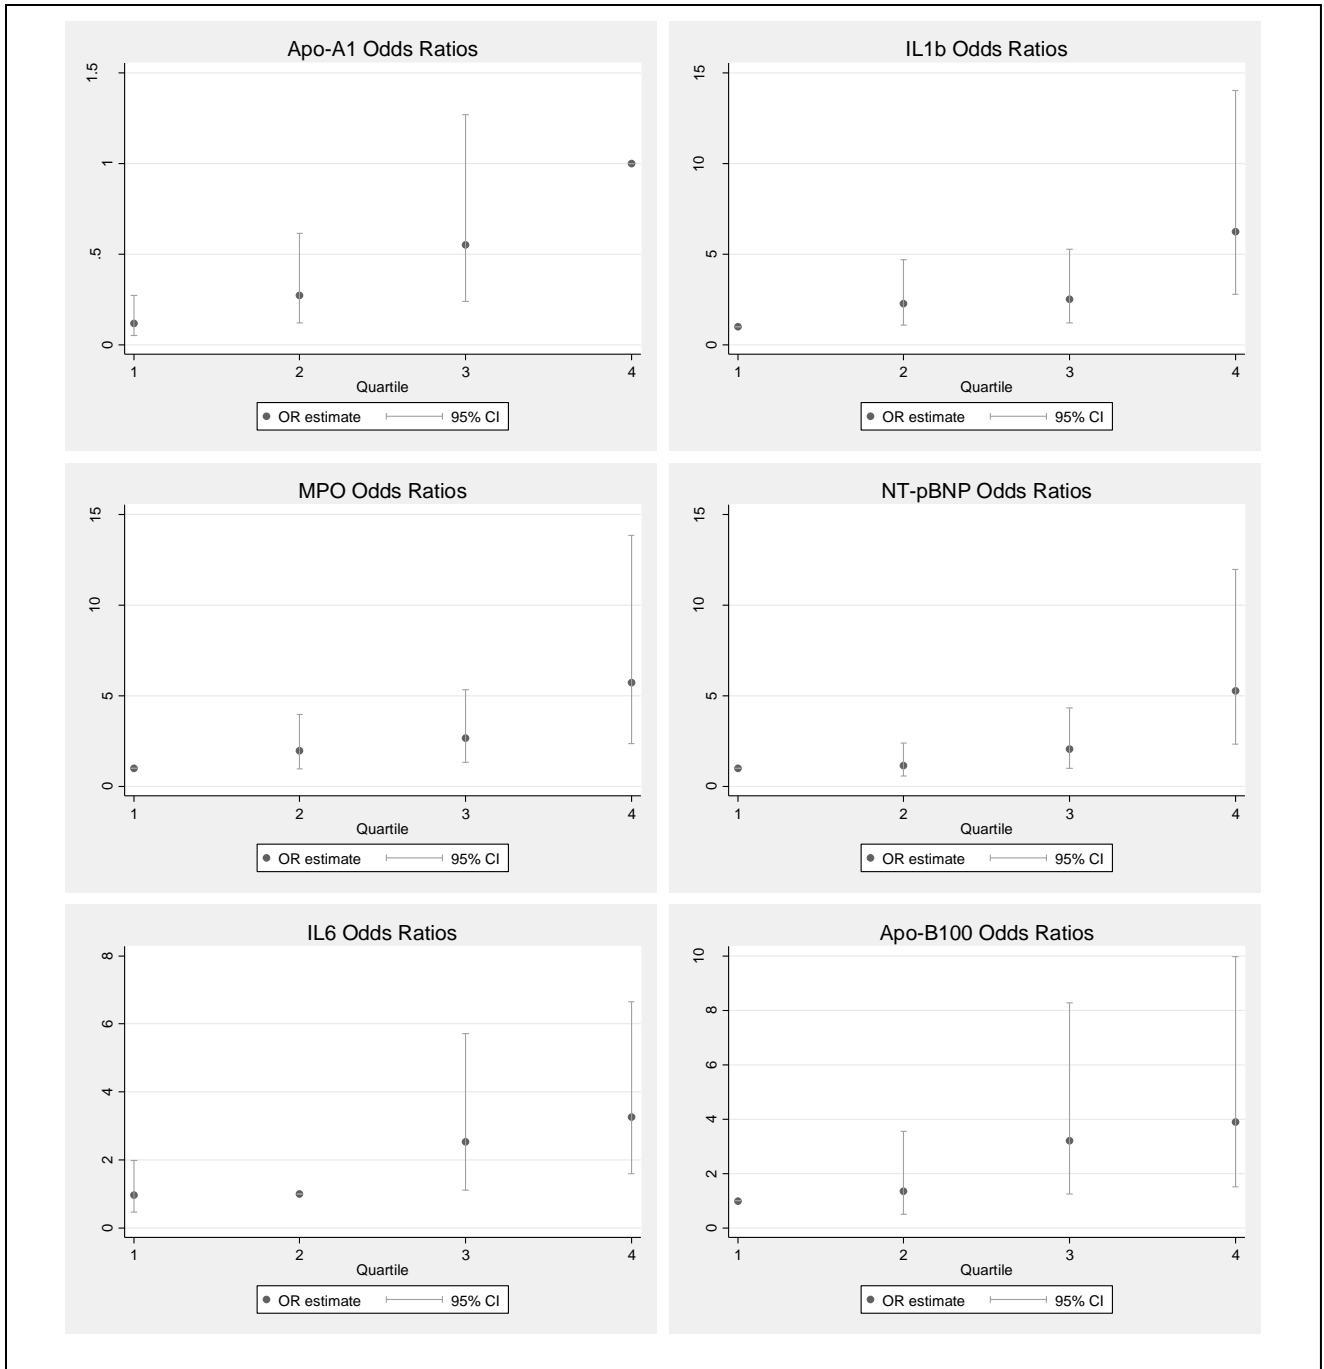 Apo-A1 Odds Ratios
1.5
1
.5
0
1 2 3 4
Quartile
OR estimate 95% CI
IL1b Odds Ratios
15
10
5
0
1 2 3 4
Quartile
OR estimate 95% CI
MPO Odds Ratios
15
10
5
0
1 2 3 4
Quartile
OR estimate 95% CI
NT-pBNP Odds Ratios
15
10
5
0
1 2 3 4
Quartile
OR estimate 95% CI
IL6 Odds Ratios
8
6
4
2
0
1 2 3 4
Quartile
OR estimate 95% CI
Apo-B100 Odds Ratios
10
8
6
4
2
0
1 2 3 4
Quartile
OR estimate 95% CI